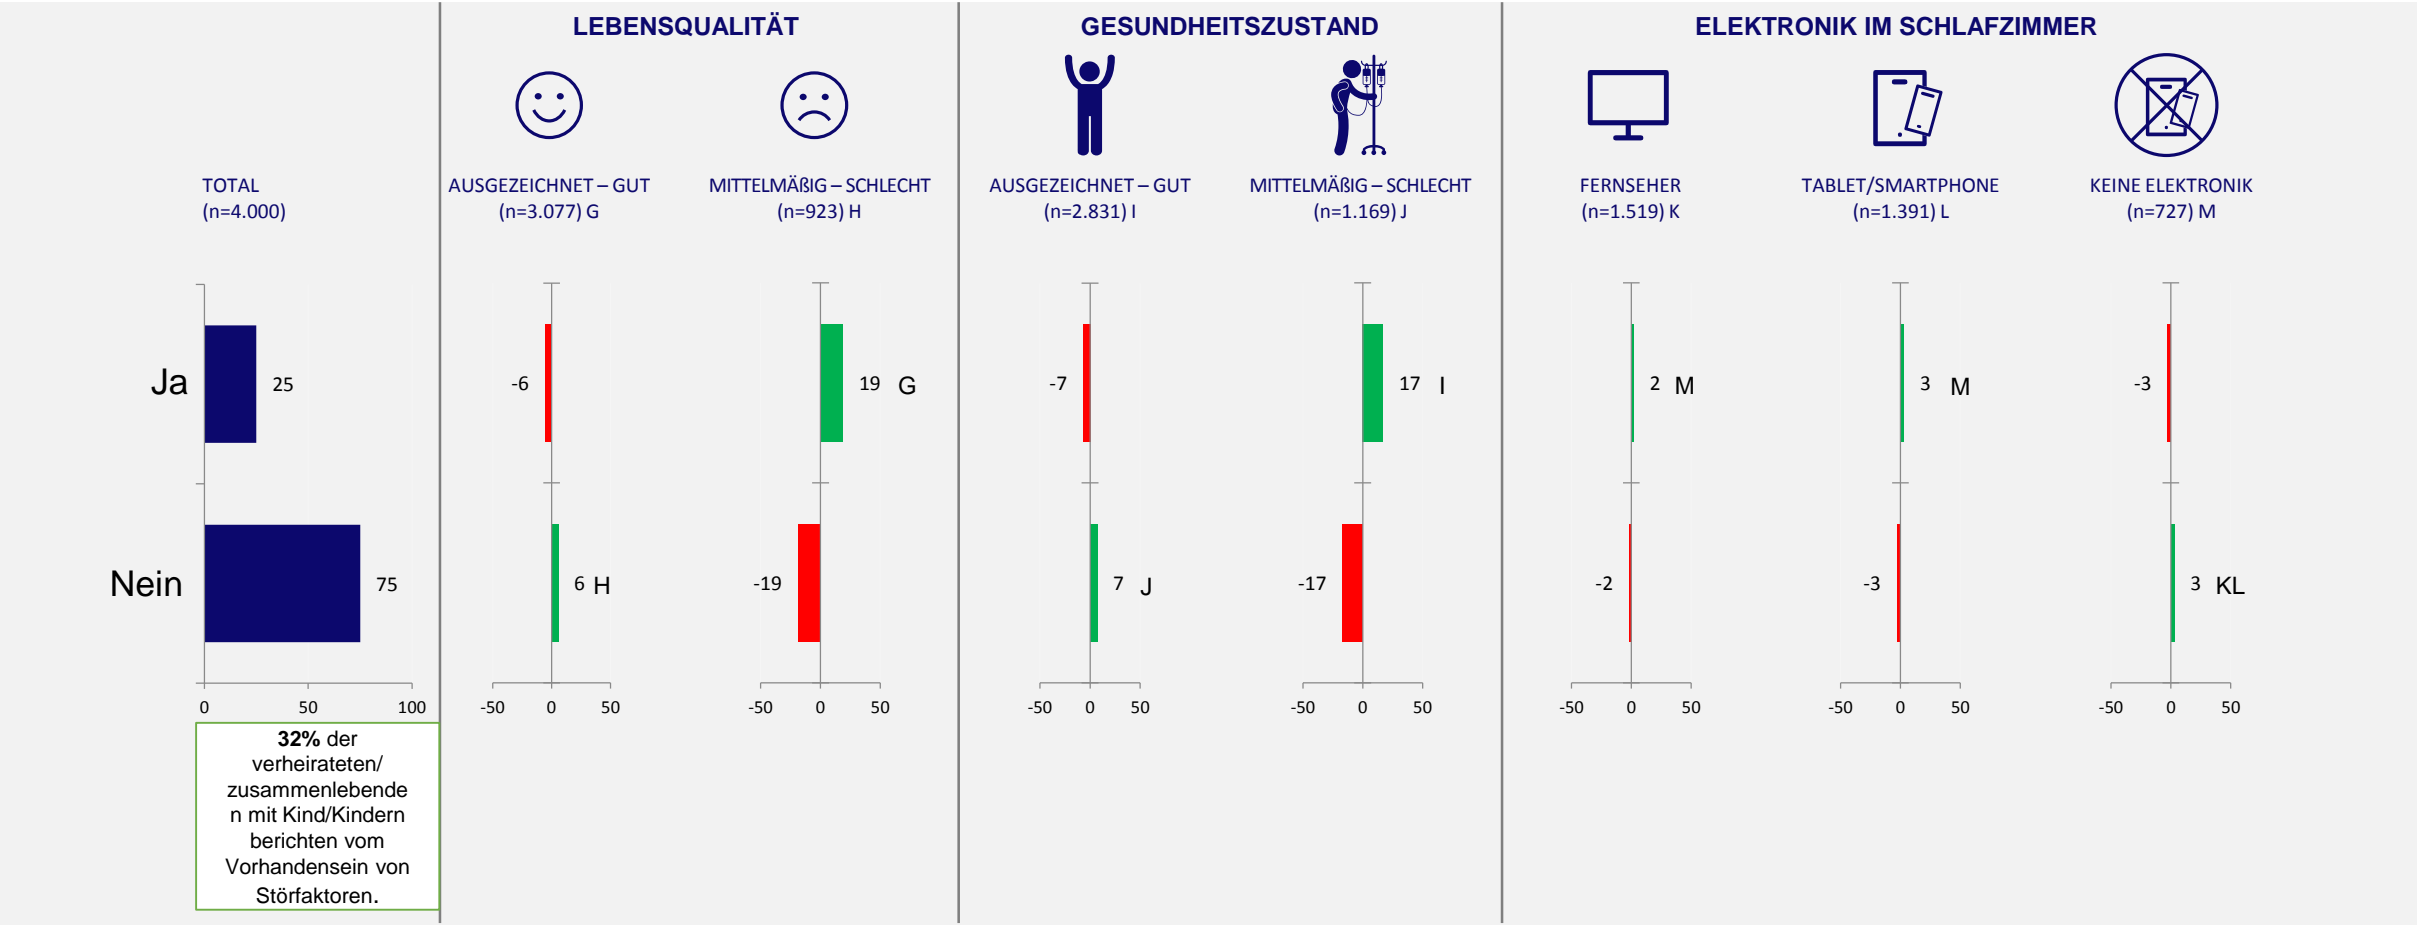 LEBENSQUALITÄT
GESUNDHEITSZUSTAND
ELEKTRONIK IM SCHLAFZIMMER
TOTAL
(n=4.000)
AUSGEZEICHNET – GUT
(n=3.077) G
MITTELMÄßIG – SCHLECHT
(n=923) H
AUSGEZEICHNET – GUT
(n=2.831) I
MITTELMÄßIG – SCHLECHT
(n=1.169) J
FERNSEHER
(n=1.519) K
TABLET/SMARTPHONE
(n=1.391) L
KEINE ELEKTRONIK
(n=727) M
Ja 25 -6 19 G -7 17 I 2 M 3 M -3
Nein 75 6 H -19 7 J -17 -2 -3 3 KL
0 50 100 -50 0 50 -50 0 50 -50 0 50 -50 0 50 -50 0 50 -50 0 50 -50 0 50
32% der
verheirateten/
zusammenlebende
n mit Kind/Kindern
berichten vom
Vorhandensein von
Störfaktoren.